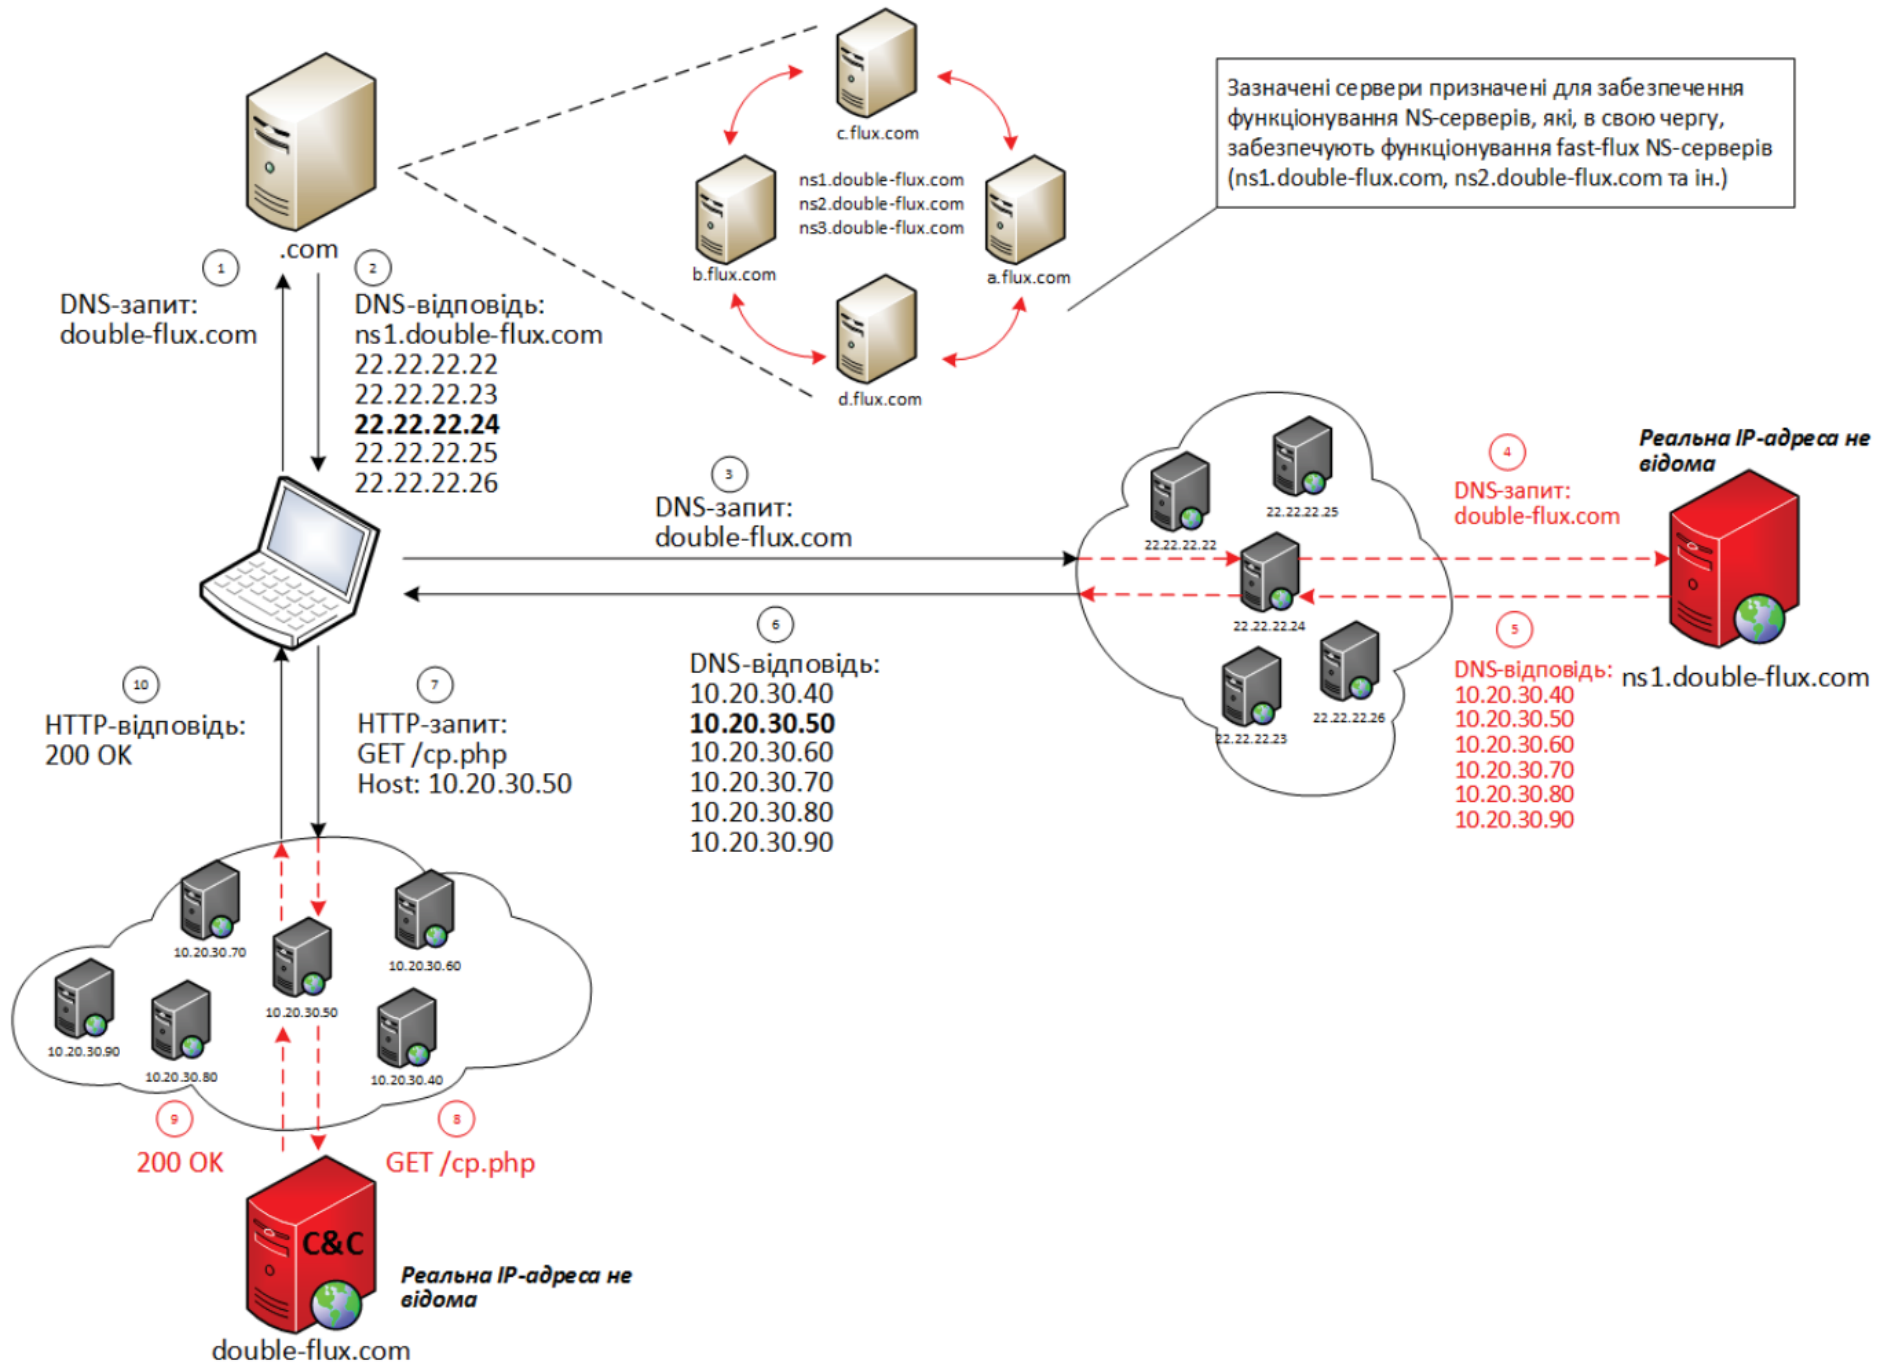 c.flux.com
ns1.double-flux.com
ns2.double-flux.com
ns3.double-flux.com
b.flux.com
a.flux.com
d.flux.com
Зазначені сервери призначені для забезпечення
функціонування NS-серверів, які, в свою чергу,
забезпечують функціонування fast-flux NS-серверів
(ns1.double-flux.com, ns2.double-flux.com та ін.)
.com
1
DNS-запит:
double-flux.com
2
DNS-відповідь:
ns1.double-flux.com
22.22.22.22
22.22.22.23
22.22.22.24
22.22.22.25
22.22.22.26
3
DNS-запит:
double-flux.com
22.22.22.25
22.22.22.22
22.22.22.24
22.22.22.26
22.22.22.23
4
DNS-запит:
double-flux.com
Реальна IP-адреса не
відома
ns1.double-flux.com
5
DNS-відповідь:
10.20.30.40
10.20.30.50
10.20.30.60
10.20.30.70
10.20.30.80
10.20.30.90
6
DNS-відповідь:
10.20.30.40
10.20.30.50
10.20.30.60
10.20.30.70
10.20.30.80
10.20.30.90
10
HTTP-відповідь:
200 OK
7
HTTP-запит:
GET /cp.php
Host: 10.20.30.50
10.20.30.70
10.20.30.60
10.20.30.50
10.20.30.90
10.20.30.80
10.20.30.40
9
200 OK
8
GET /cp.php
C&C
Реальна IP-адреса не
відома
double-flux.com